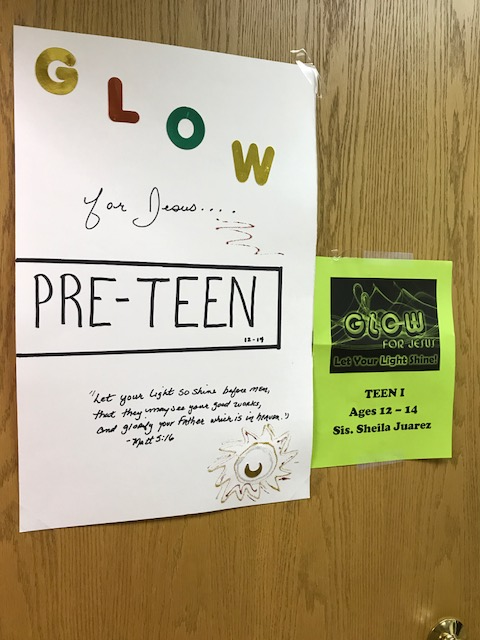 GLOW
for Jesus....
PRE-TEEN
12-14
"Let your light so shine before men,
that they may see your good works,
and glorify your Father which is in heaven."
-Matt 5:16
GLOW
FOR JESUS
Let Your Light Shine!
TEEN I
Ages 12 – 14
Sis. Sheila Juarez